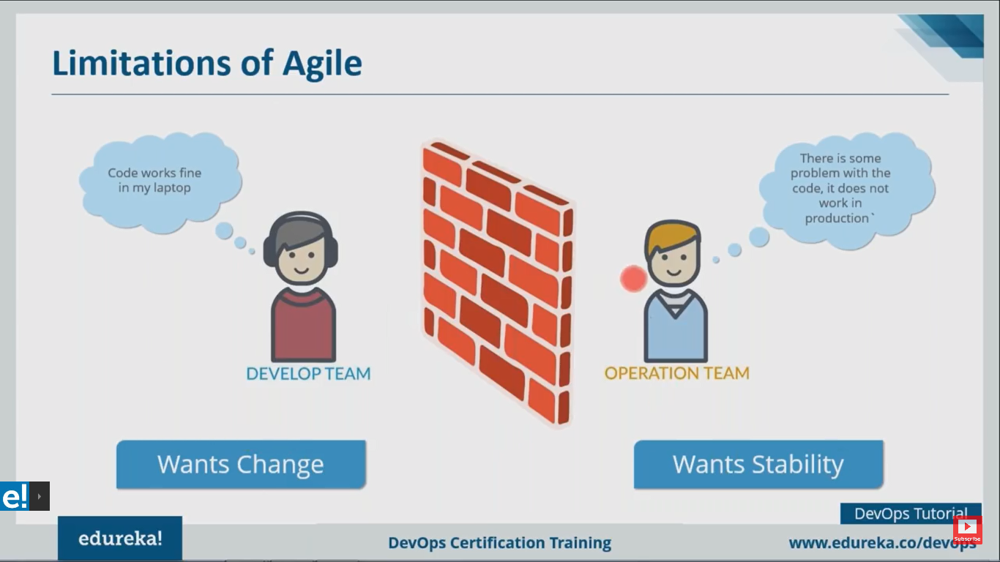 Limitations of Agile
Code works fine
in my laptop
There is some
problem with the
code, it does not
work in
production`
DEVELOP TEAM
OPERATION TEAM
Wants Change
Wants Stability
e!
DevOps Tutorial
Subscribe
edureka!
DevOps Certification Training
www.edureka.co/devops